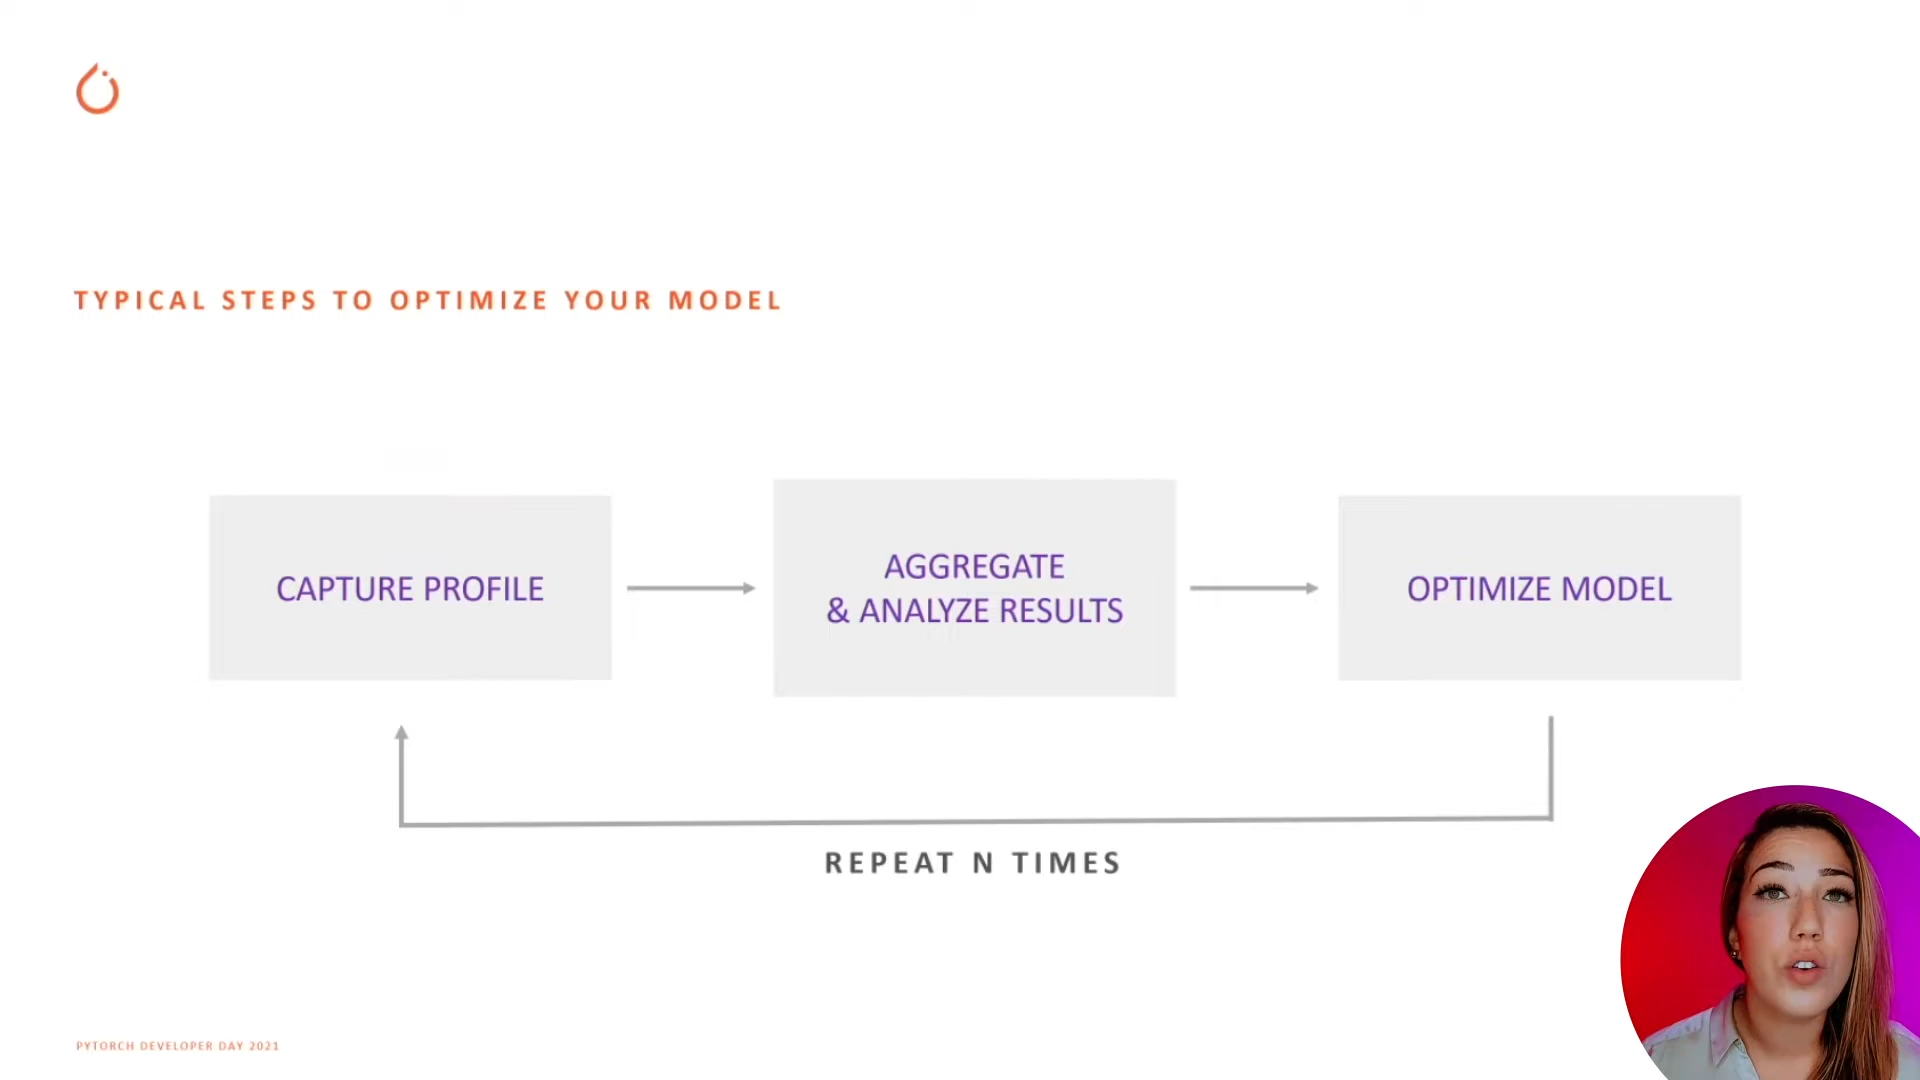 TYPICAL STEPS TO OPTIMIZE YOUR MODEL
CAPTURE PROFILE
AGGREGATE
& ANALYZE RESULTS
OPTIMIZE MODEL
REPEAT N TIMES
PYTORCH DEVELOPER DAY 2021